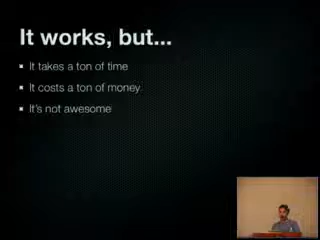 It works, but...
It takes a ton of time
It costs a ton of money
It's not awesome